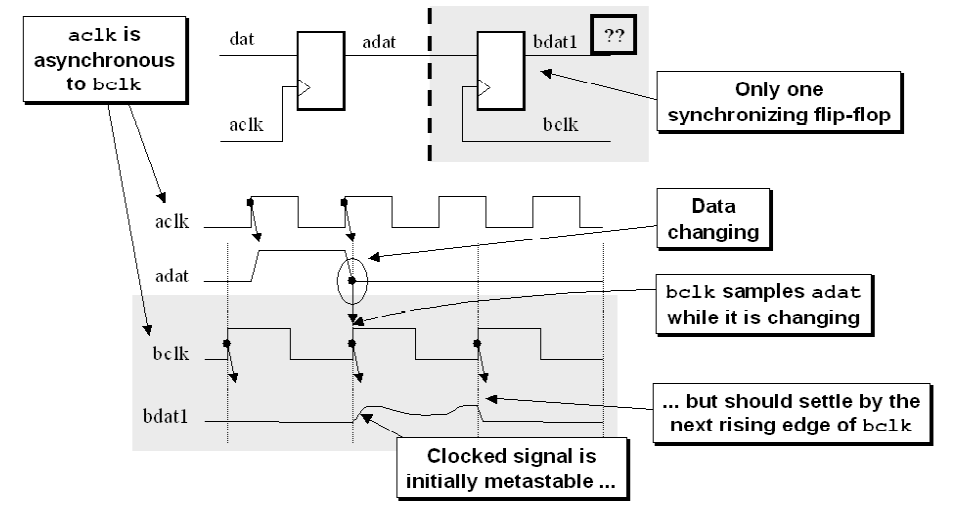 aclk is
asynchronous
to bclk
dat
adat
bdat1
??
aclk
bclk
Only one
synchronizing flip-flop
aclk
Data
changing
adat
bclk samples adat
while it is changing
bclk
bdat1
... but should settle by the
next rising edge of bclk
Clocked signal is
initially metastable ...